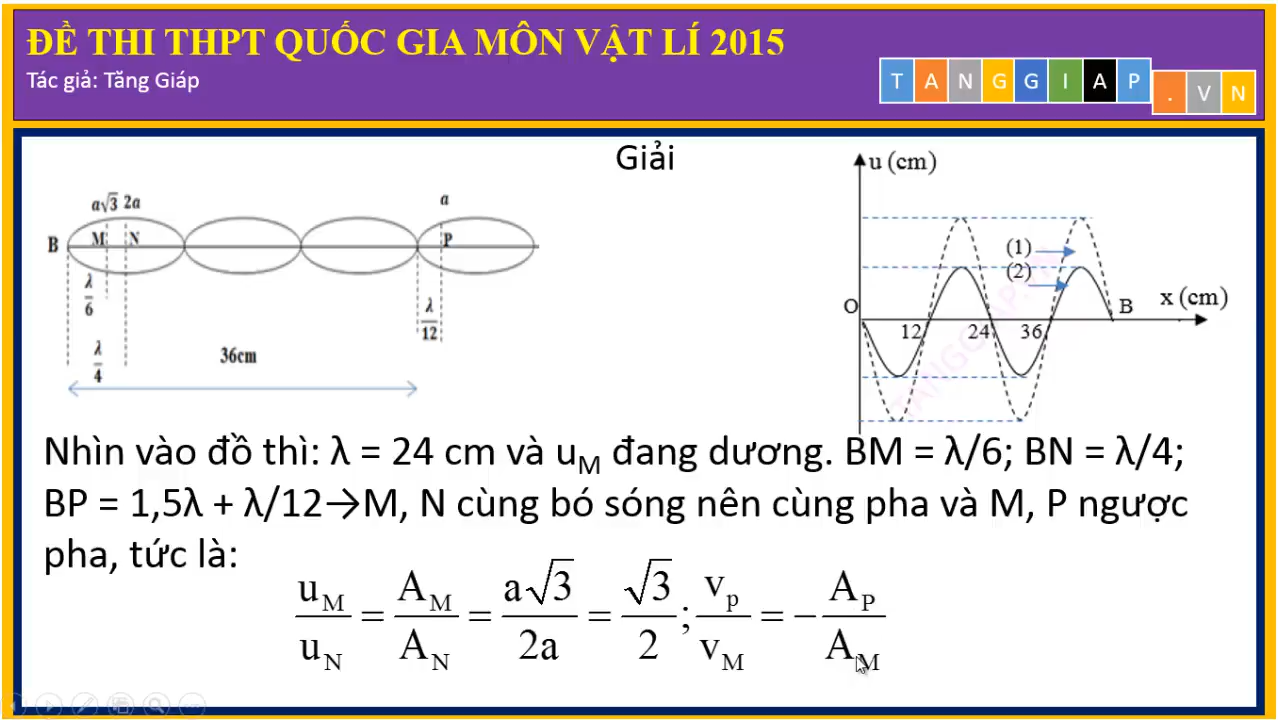 ĐỀ THI THPT QUỐC GIA MÔN VẬT LÍ 2015
Tác giả: Tăng Giáp
T A N G G I A P . V N
Giải
a√3 2a
a
B
M
N
P
λ/6
λ/12
λ/4
36cm
u (cm)
(1)
(2)
O
B
x (cm)
12
24
36
TANGGIAP.VN
Nhìn vào đồ thì: λ = 24 cm và uM đang dương. BM = λ/6; BN = λ/4;
BP = 1,5λ + λ/12→M, N cùng bó sóng nên cùng pha và M, P ngược
pha, tức là:
uM/uN = AM/AN = a√3/2a = √3/2; vp/vM = − AP/AM